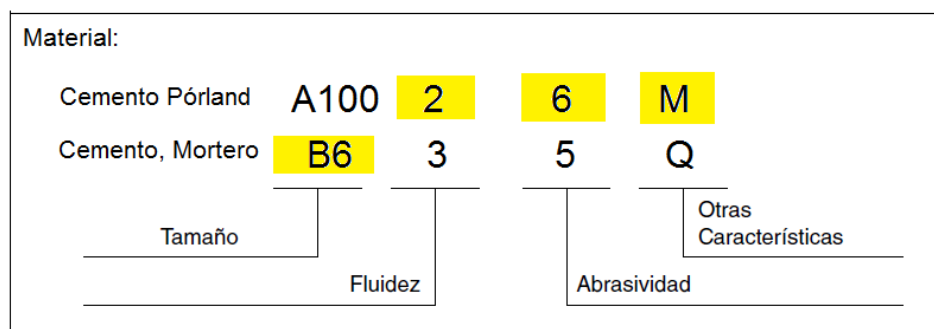 Material:
Cemento Pórland A100 2 6 M
Cemento, Mortero B6 3 5 Q
Otras
Tamaño Características
Fluidez Abrasividad